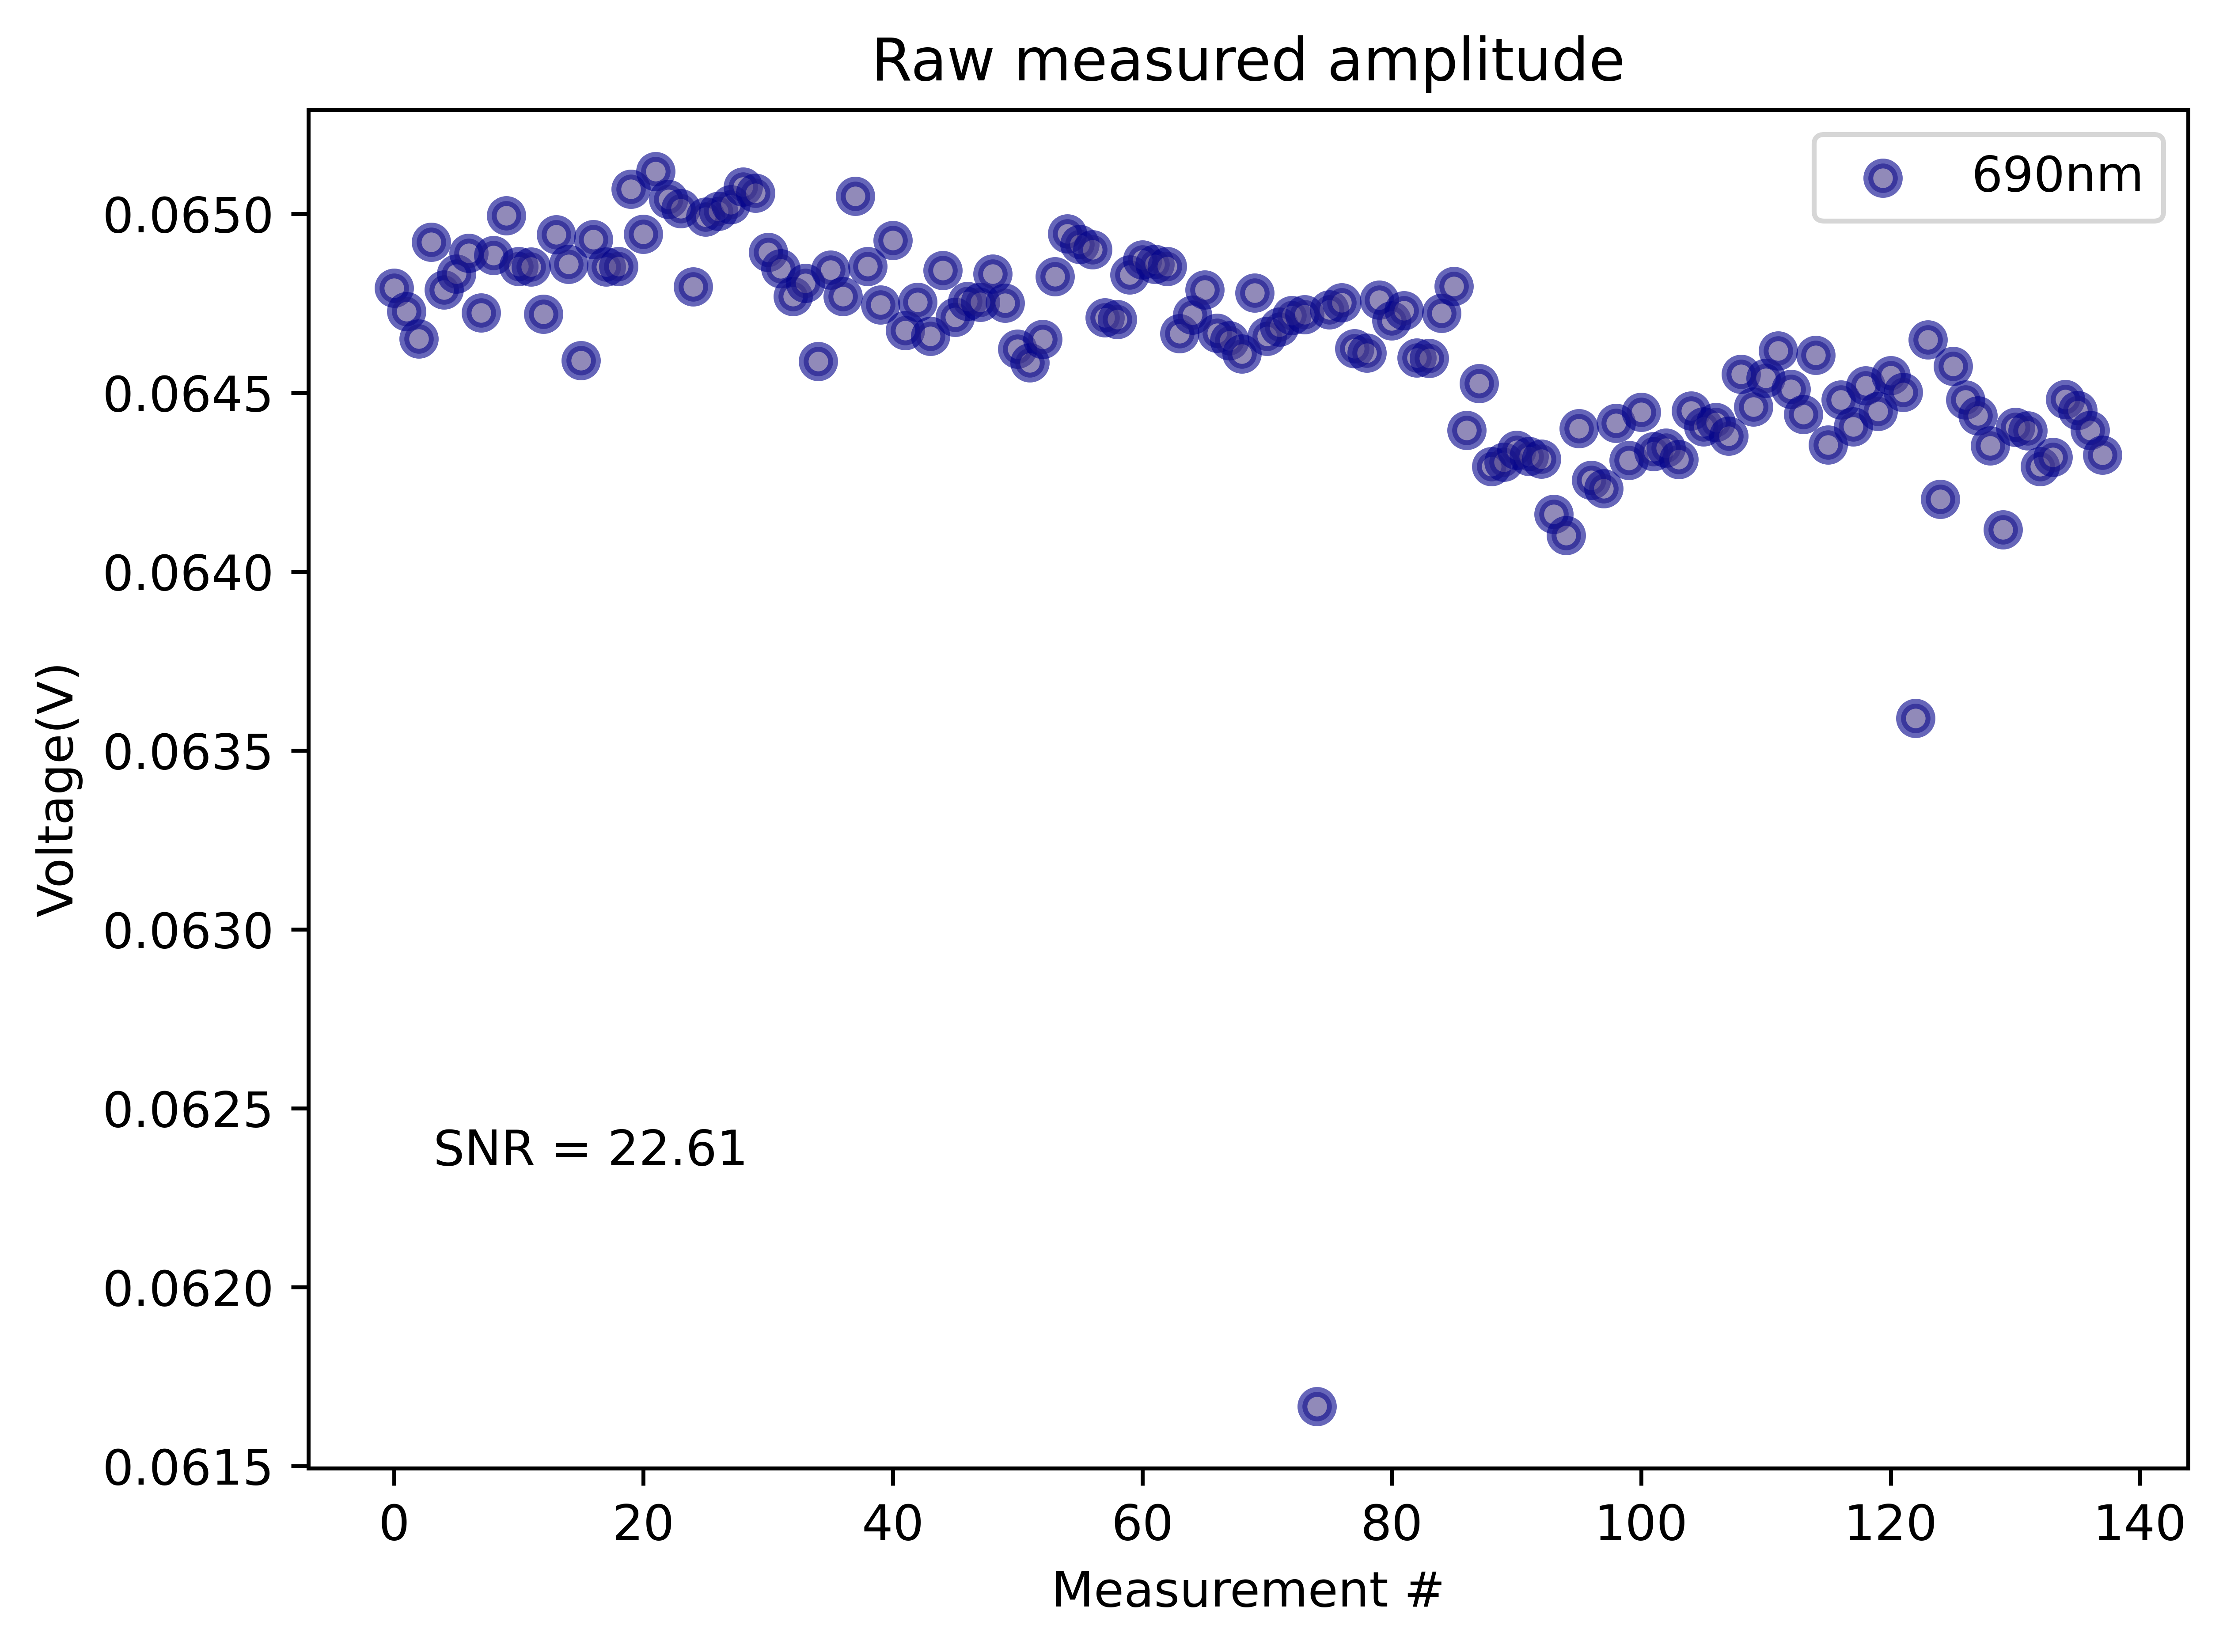 Raw measured amplitude
690nm
0.0650
0.0645
0.0640
0.0635
0.0630
0.0625
0.0620
0.0615
Voltage(V)
SNR = 22.61
0 20 40 60 80 100 120 140
Measurement #